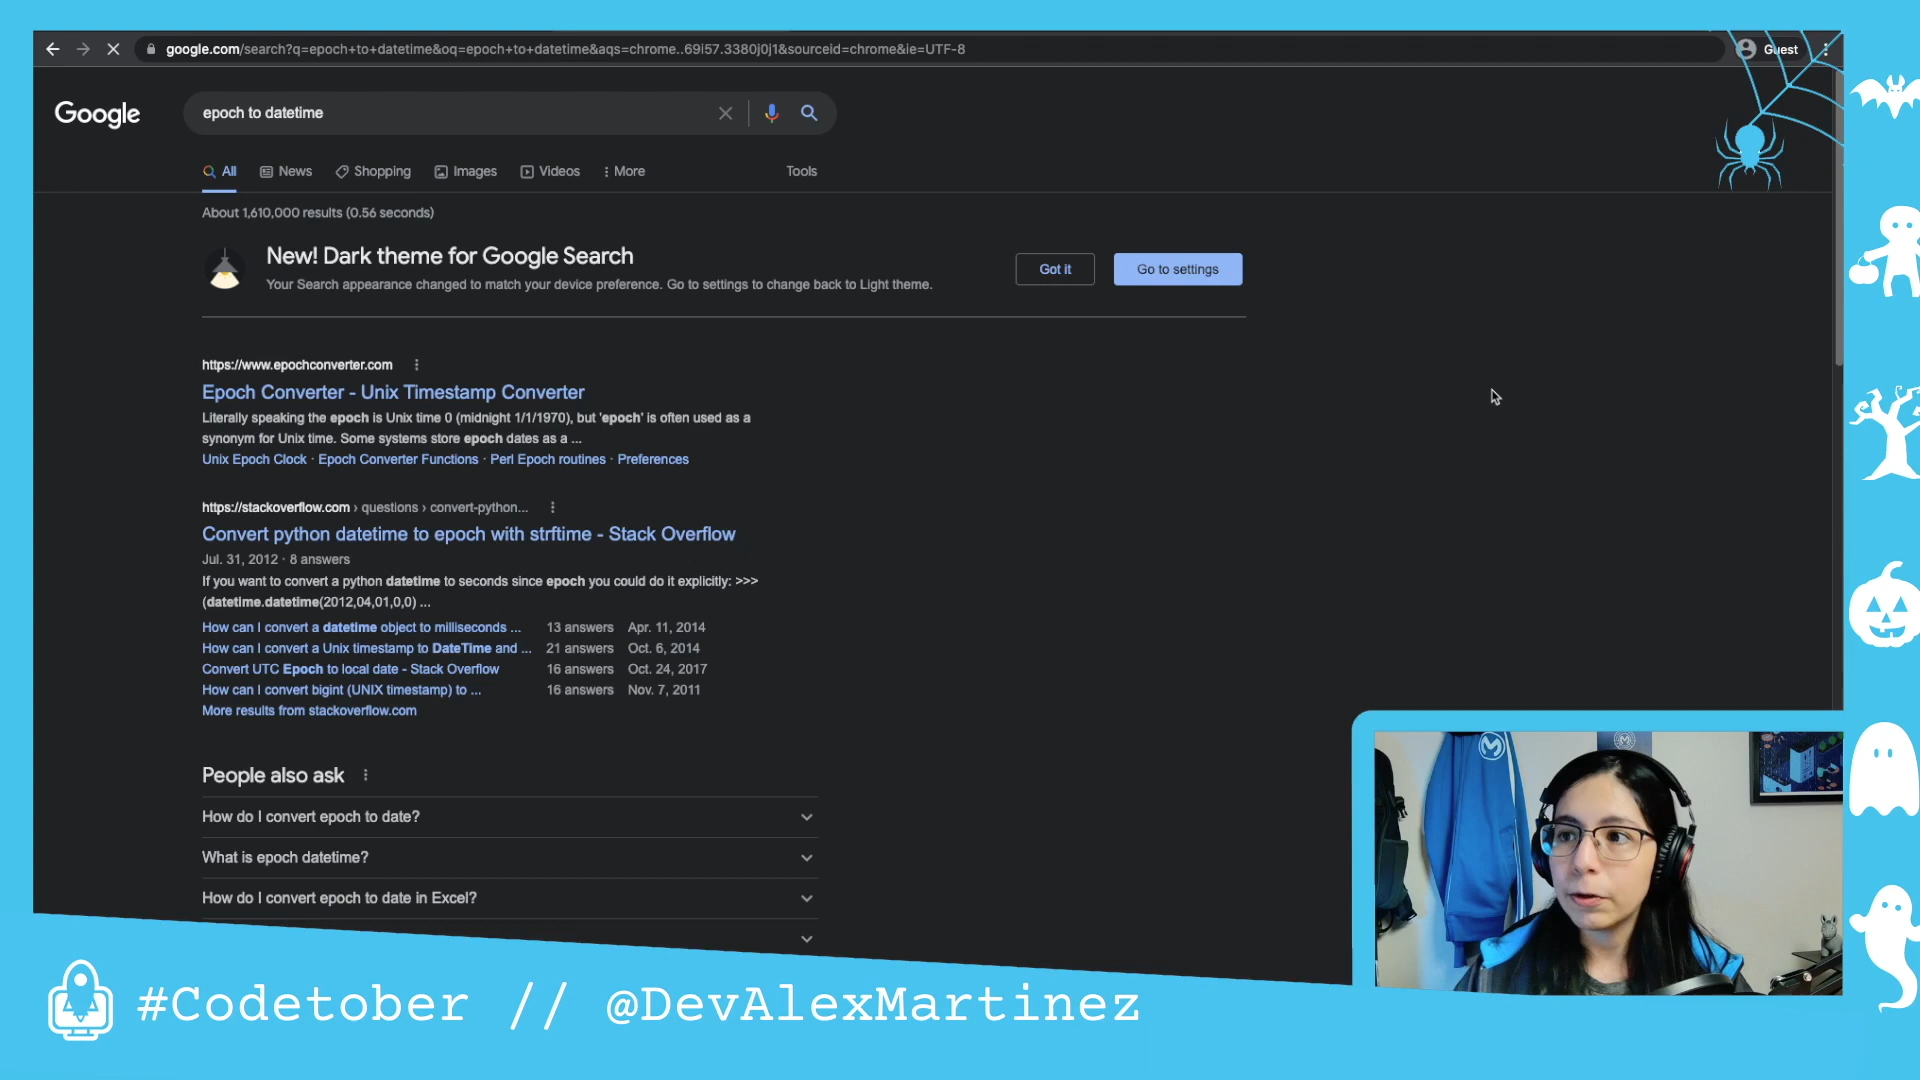 google.com/search?q=epoch+to+datetime&oq=epoch+to+datetime&aqs=chrome..69i57.3380j0j1&sourceid=chrome&ie=UTF-8
Guest
Google
epoch to datetime
All
News
Shopping
Images
Videos
More
Tools
About 1,610,000 results (0.56 seconds)
New! Dark theme for Google Search
Your Search appearance changed to match your device preference. Go to settings to change back to Light theme.
Got it
Go to settings
https://www.epochconverter.com
Epoch Converter - Unix Timestamp Converter
Literally speaking the epoch is Unix time 0 (midnight 1/1/1970), but 'epoch' is often used as a
synonym for Unix time. Some systems store epoch dates as a ...
Unix Epoch Clock · Epoch Converter Functions · Perl Epoch routines · Preferences
https://stackoverflow.com › questions › convert-python...
Convert python datetime to epoch with strftime - Stack Overflow
Jul. 31, 2012 · 8 answers
If you want to convert a python datetime to seconds since epoch you could do it explicitly: >>>
(datetime.datetime(2012,04,01,0,0) ...
How can I convert a datetime object to milliseconds ... 13 answers Apr. 11, 2014
How can I convert a Unix timestamp to DateTime and ... 21 answers Oct. 6, 2014
Convert UTC Epoch to local date - Stack Overflow 16 answers Oct. 24, 2017
How can I convert bigint (UNIX timestamp) to ... 16 answers Nov. 7, 2011
More results from stackoverflow.com
People also ask
How do I convert epoch to date?
What is epoch datetime?
How do I convert epoch to date in Excel?
#Codetober // @DevAlexMartinez